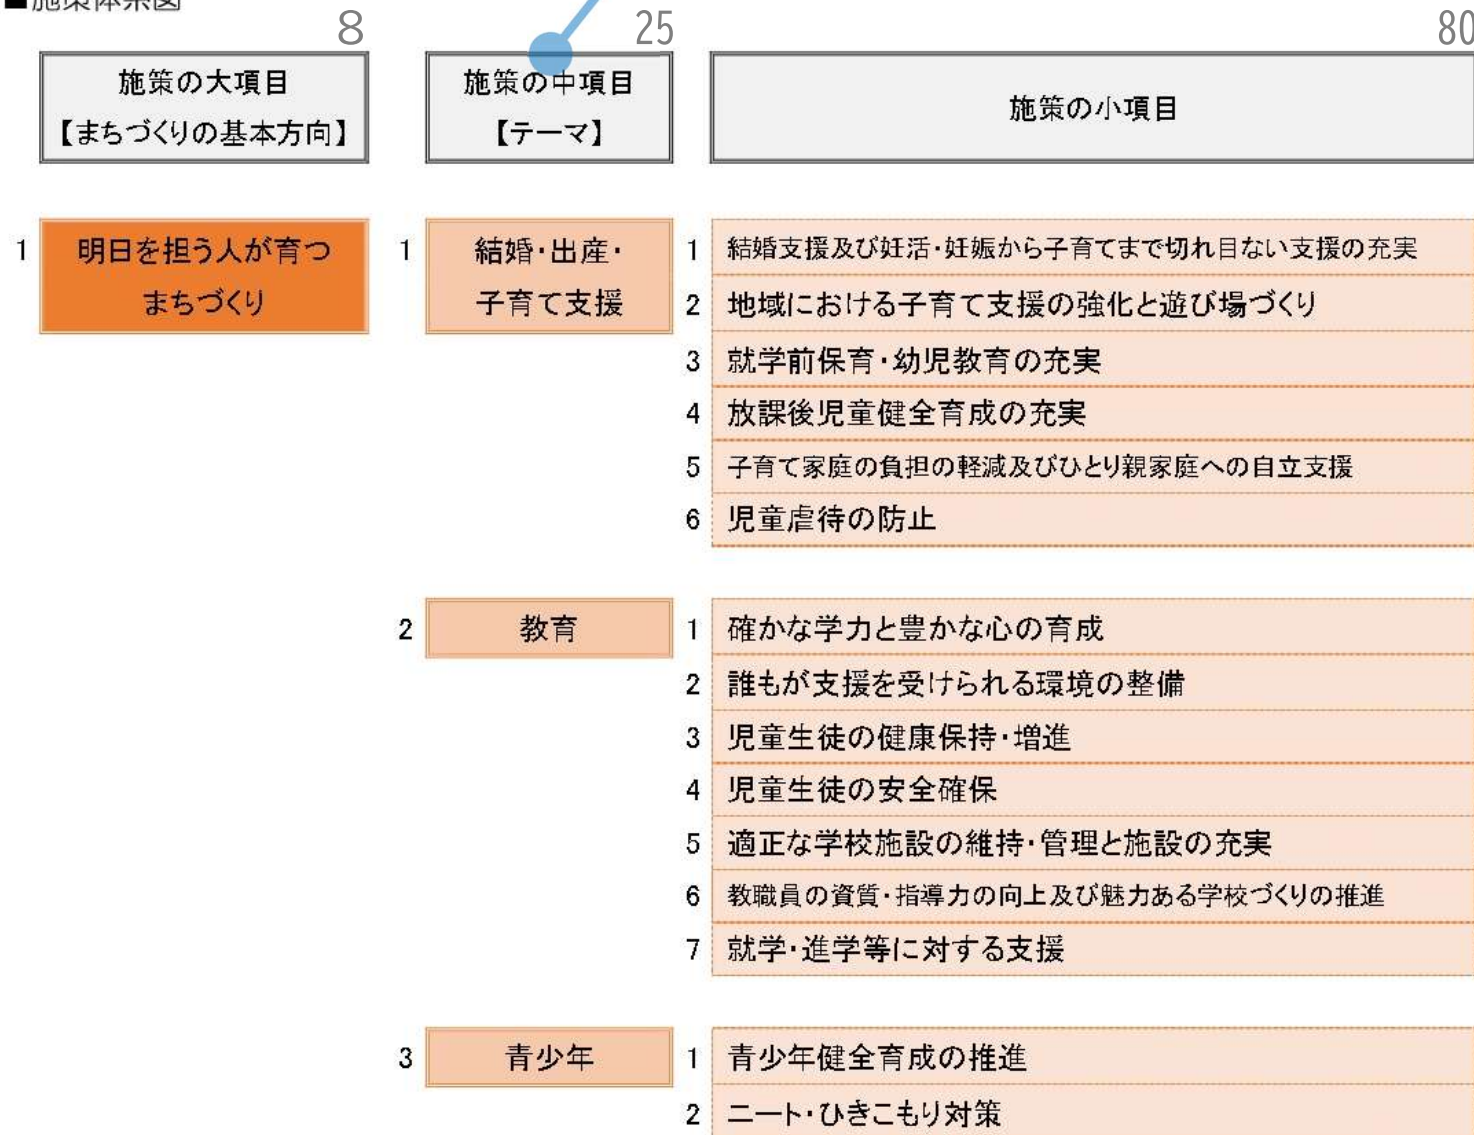 ■施策体系図
8 25 80
施策の大項目
【まちづくりの基本方向】
施策の中項目
【テーマ】
施策の小項目
1 明日を担う人が育つ
まちづくり
1 結婚・出産・
子育て支援
1 結婚支援及び妊活・妊娠から子育てまで切れ目ない支援の充実
2 地域における子育て支援の強化と遊び場づくり
3 就学前保育・幼児教育の充実
4 放課後児童健全育成の充実
5 子育て家庭の負担の軽減及びひとり親家庭への自立支援
6 児童虐待の防止
2 教育
1 確かな学力と豊かな心の育成
2 誰もが支援を受けられる環境の整備
3 児童生徒の健康保持・増進
4 児童生徒の安全確保
5 適正な学校施設の維持・管理と施設の充実
6 教職員の資質・指導力の向上及び魅力ある学校づくりの推進
7 就学・進学等に対する支援
3 青少年
1 青少年健全育成の推進
2 ニート・ひきこもり対策